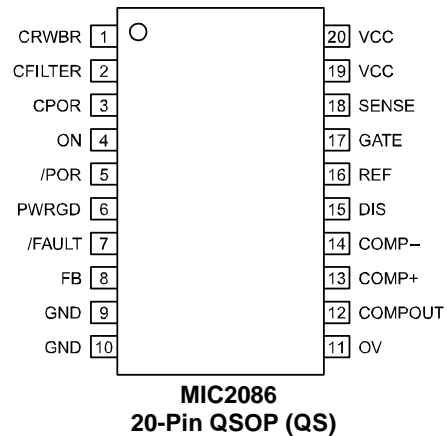 CRWBR 1 20 VCC
CFILTER 2 19 VCC
CPOR 3 18 SENSE
ON 4 17 GATE
/POR 5 16 REF
PWRGD 6 15 DIS
/FAULT 7 14 COMP−
FB 8 13 COMP+
GND 9 12 COMPOUT
GND 10 11 OV
MIC2086
20-Pin QSOP (QS)